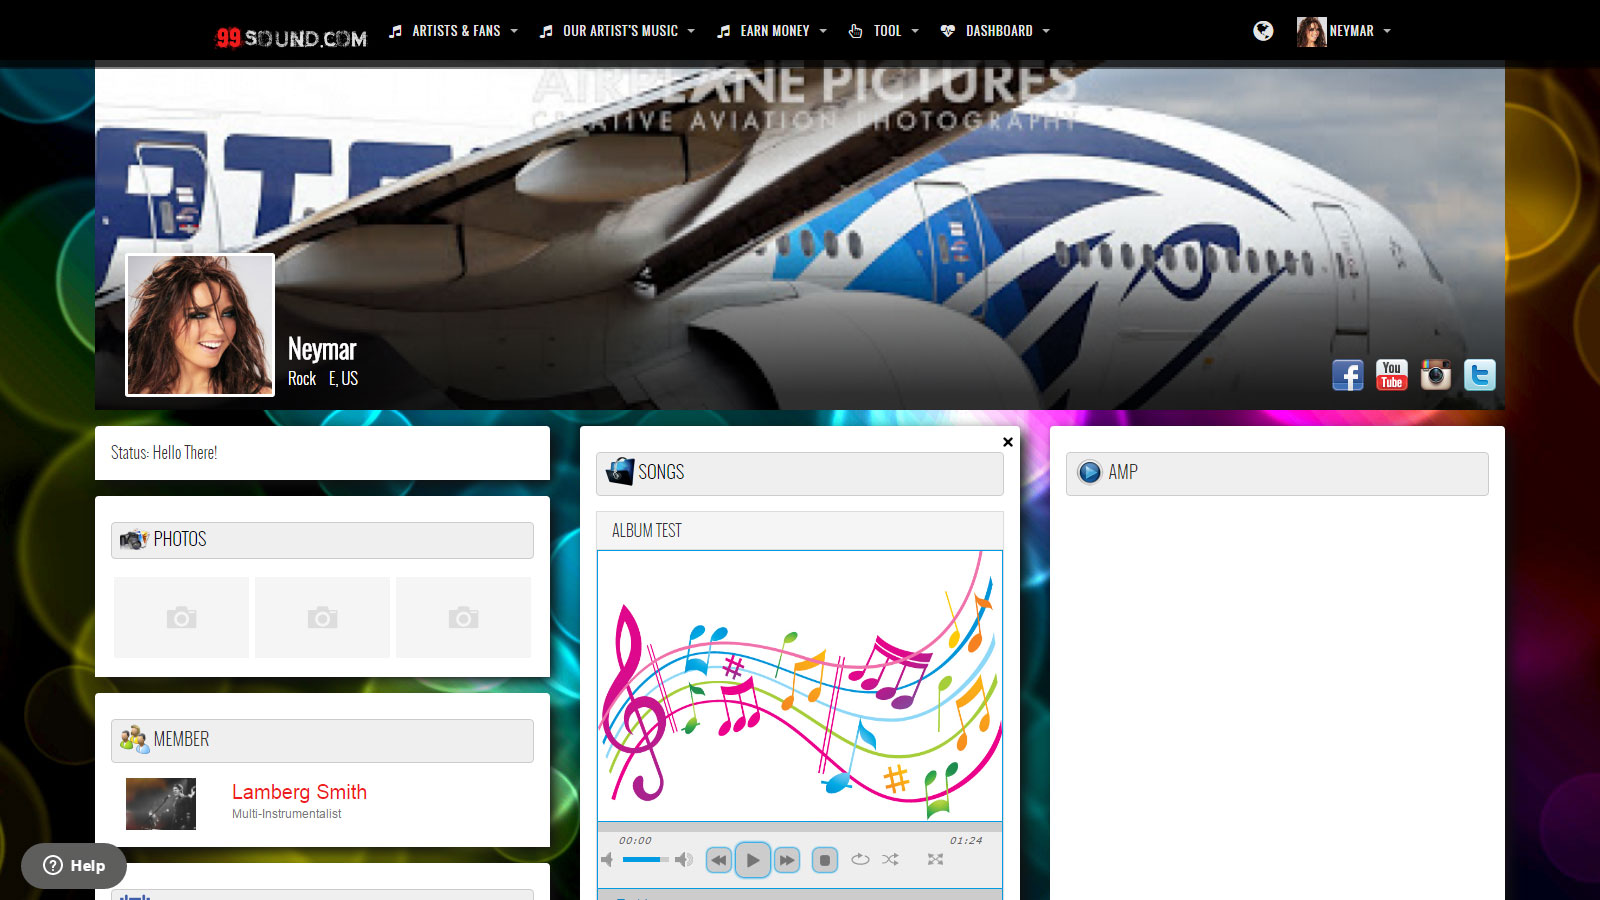 99SOUND.COM
ARTISTS & FANS
OUR ARTIST'S MUSIC
EARN MONEY
TOOL
DASHBOARD
NEYMAR
AIRPLANE PICTURES
CREATIVE AVIATION PHOTOGRAPHY
Neymar
Rock E, US
You
Tube
Status: Hello There!
PHOTOS
MEMBER
Lamberg Smith
Multi-Instrumentalist
Help
SONGS
ALBUM TEST
00:00
01:24
AMP